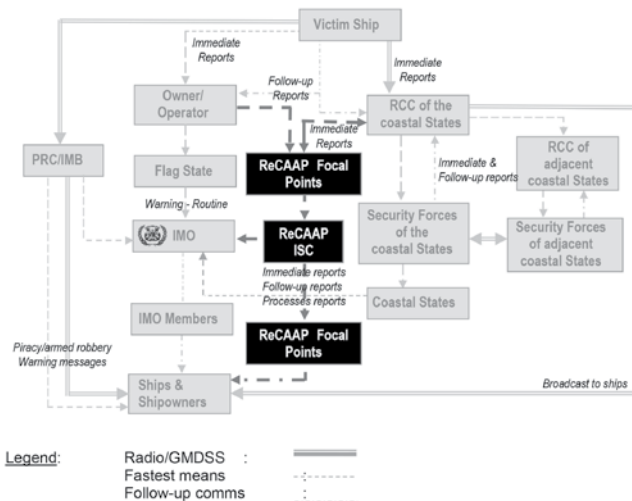 Victim Ship
Immediate
Reports
Follow-up
Reports
Immediate
Reports
Owner/
Operator
RCC of the
coastal States
Immediate
Reports
PRC/IMB
Flag State
ReCAAP Focal
Points
Immediate &
Follow-up reports
RCC of
adjacent
coastal States
Warning - Routine
IMO
ReCAAP
ISC
Security Forces
of the
coastal States
Security Forces
of adjacent
coastal States
Immediate reports
Follow-up reports
Processes reports
Coastal States
IMO Members
ReCAAP Focal
Points
Piracy/armed robbery
Warning messages
Ships &
Shipowners
Broadcast to ships
Legend:
Radio/GMDSS :
Fastest means :
Follow-up comms :